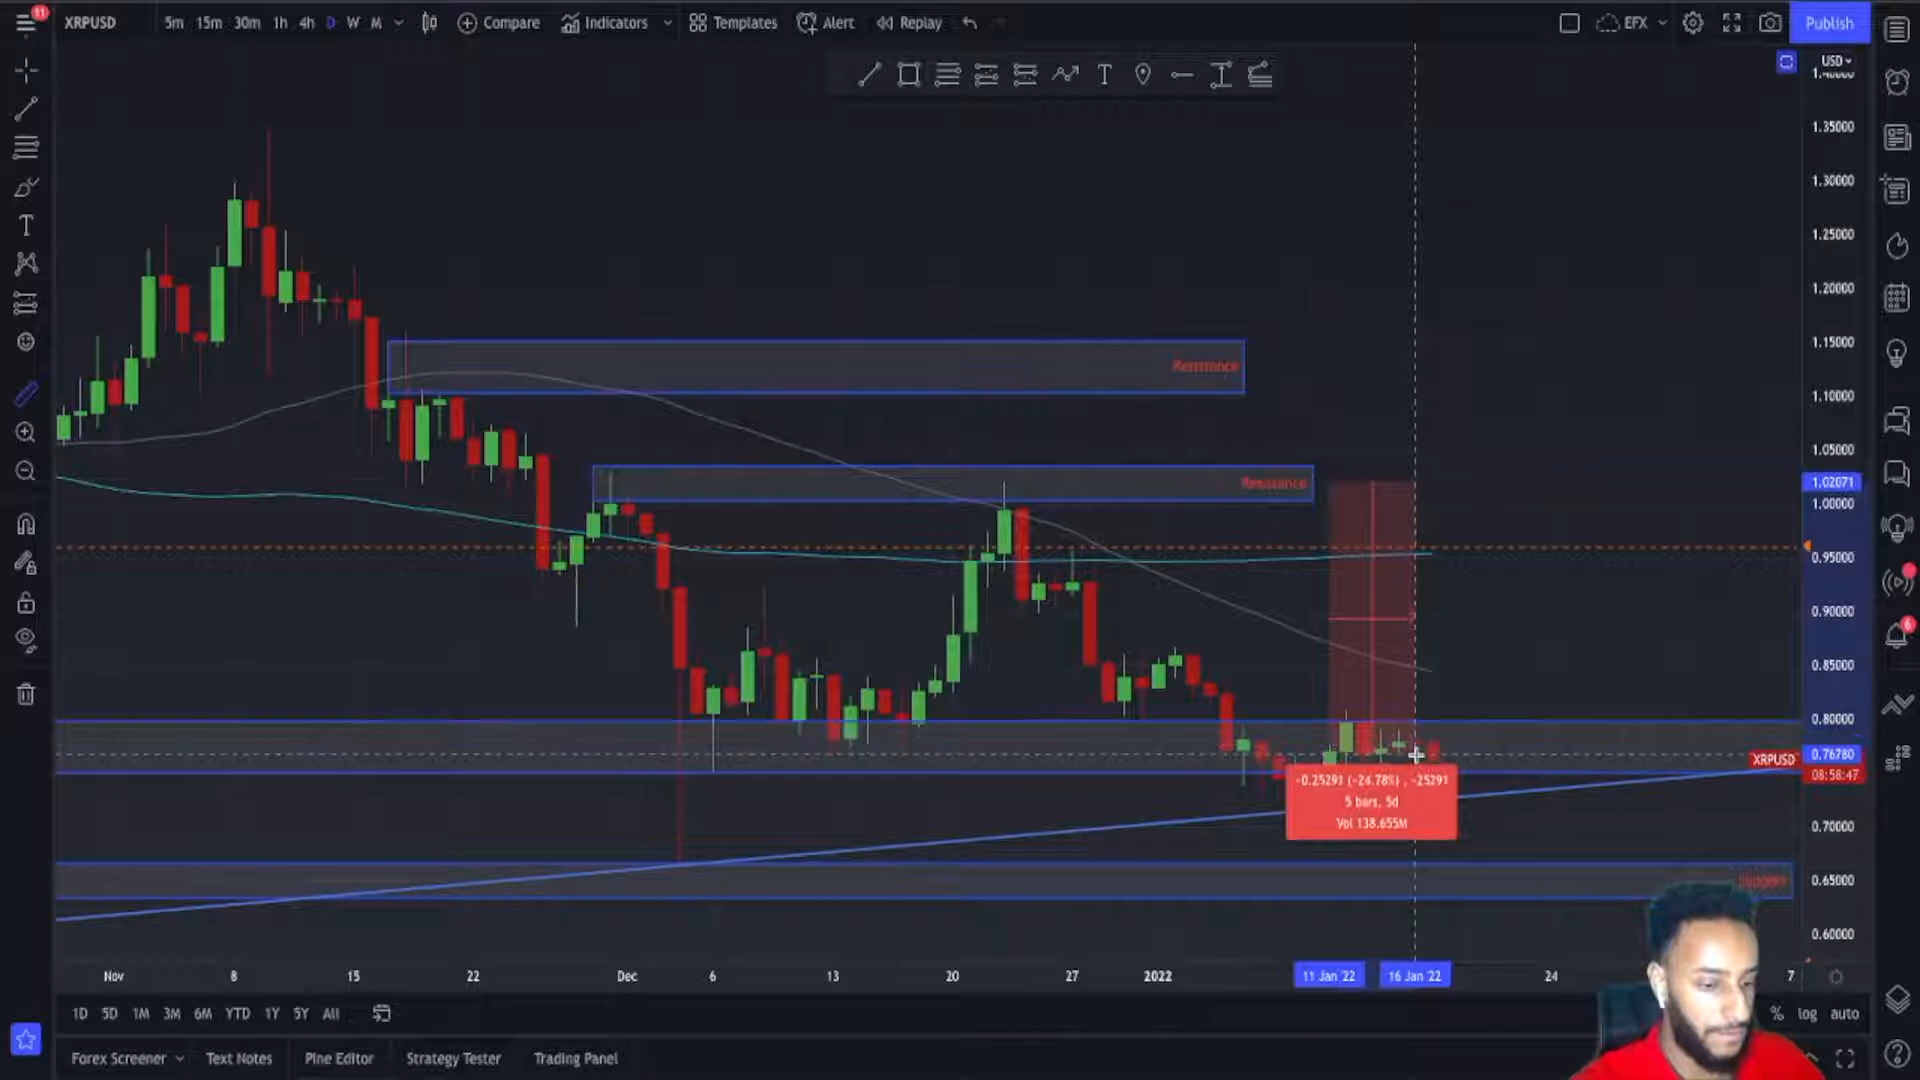 11
XRPUSD
5m 15m 30m 1h 4h D W M
Compare
Indicators
Templates
Alert
Replay
EFX
Publish
USD
1.35000
1.30000
1.25000
1.20000
1.15000
1.10000
1.05000
1.02071
1.00000
0.95000
0.90000
0.85000
0.80000
0.76780
XRPUSD
08:58:47
0.70000
0.65000
0.60000
Resistance
Resistance
Support
6
-0.25291 (-24.78%) , -25291
5 bars, 5d
Vol 138.655M
Nov 8 15 22 Dec 6 13 20 27 2022 11 Jan '22 16 Jan '22 24 7
1D 5D 1M 3M 6M YTD 1Y 5Y All
% log auto
Forex Screener Text Notes Pine Editor Strategy Tester Trading Panel